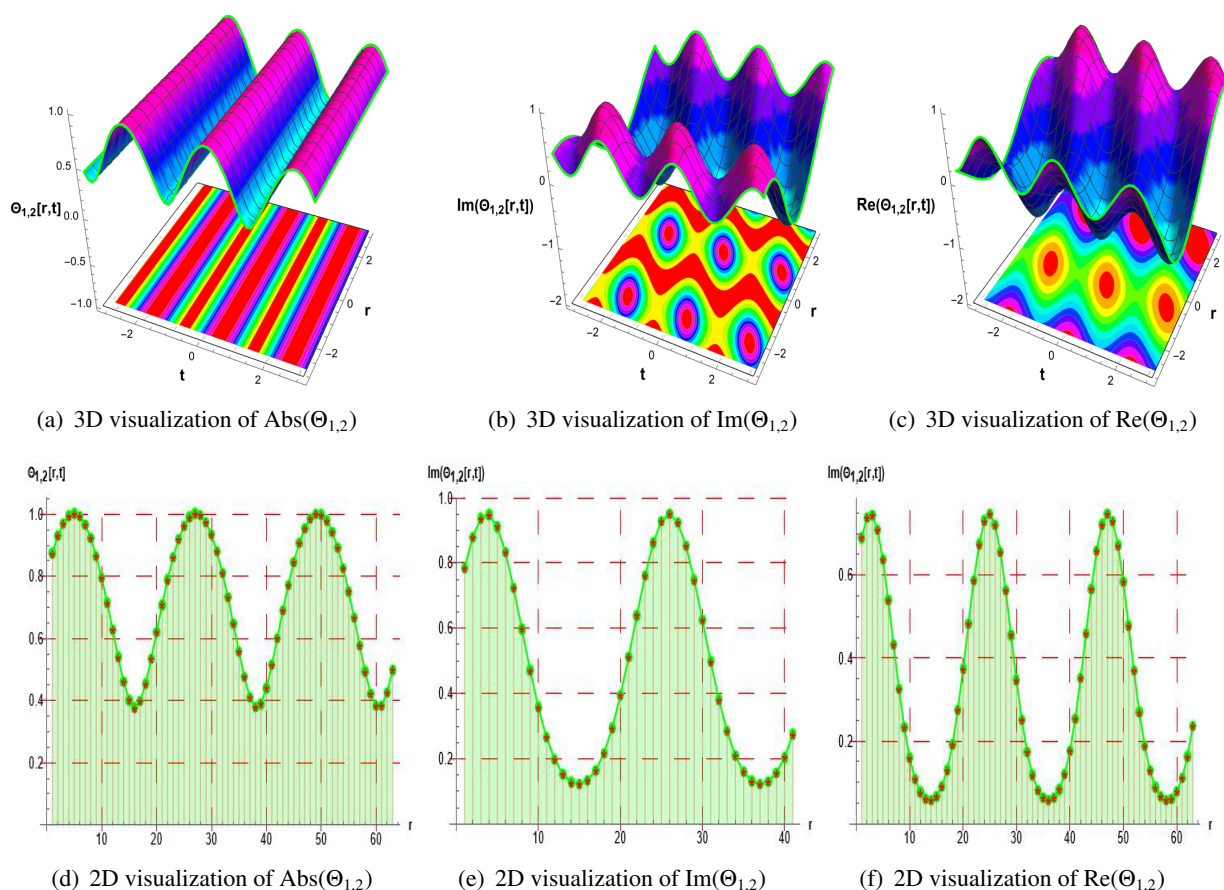 1.0
0.5
Θ1,2[r,t]
0.0
−0.5
−1.0
−2
0
2
t
−2
0
2
r
1
0
Im(Θ1,2[r,t])
−1
−2
−2
0
2
t
−2
0
2
r
1
0
Re(Θ1,2[r,t])
−1
−2
−2
0
2
t
−2
0
2
r
(a) 3D visualization of Abs(Θ1,2)
(b) 3D visualization of Im(Θ1,2)
(c) 3D visualization of Re(Θ1,2)
Θ1,2[r,t]
1.0
0.8
0.6
0.4
0.2
10 20 30 40 50 60
r
Im(Θ1,2[r,t])
1.0
0.8
0.6
0.4
0.2
10 20 30 40
r
Im(Θ1,2[r,t])
0.6
0.4
0.2
10 20 30 40 50 60
r
(d) 2D visualization of Abs(Θ1,2)
(e) 2D visualization of Im(Θ1,2)
(f) 2D visualization of Re(Θ1,2)